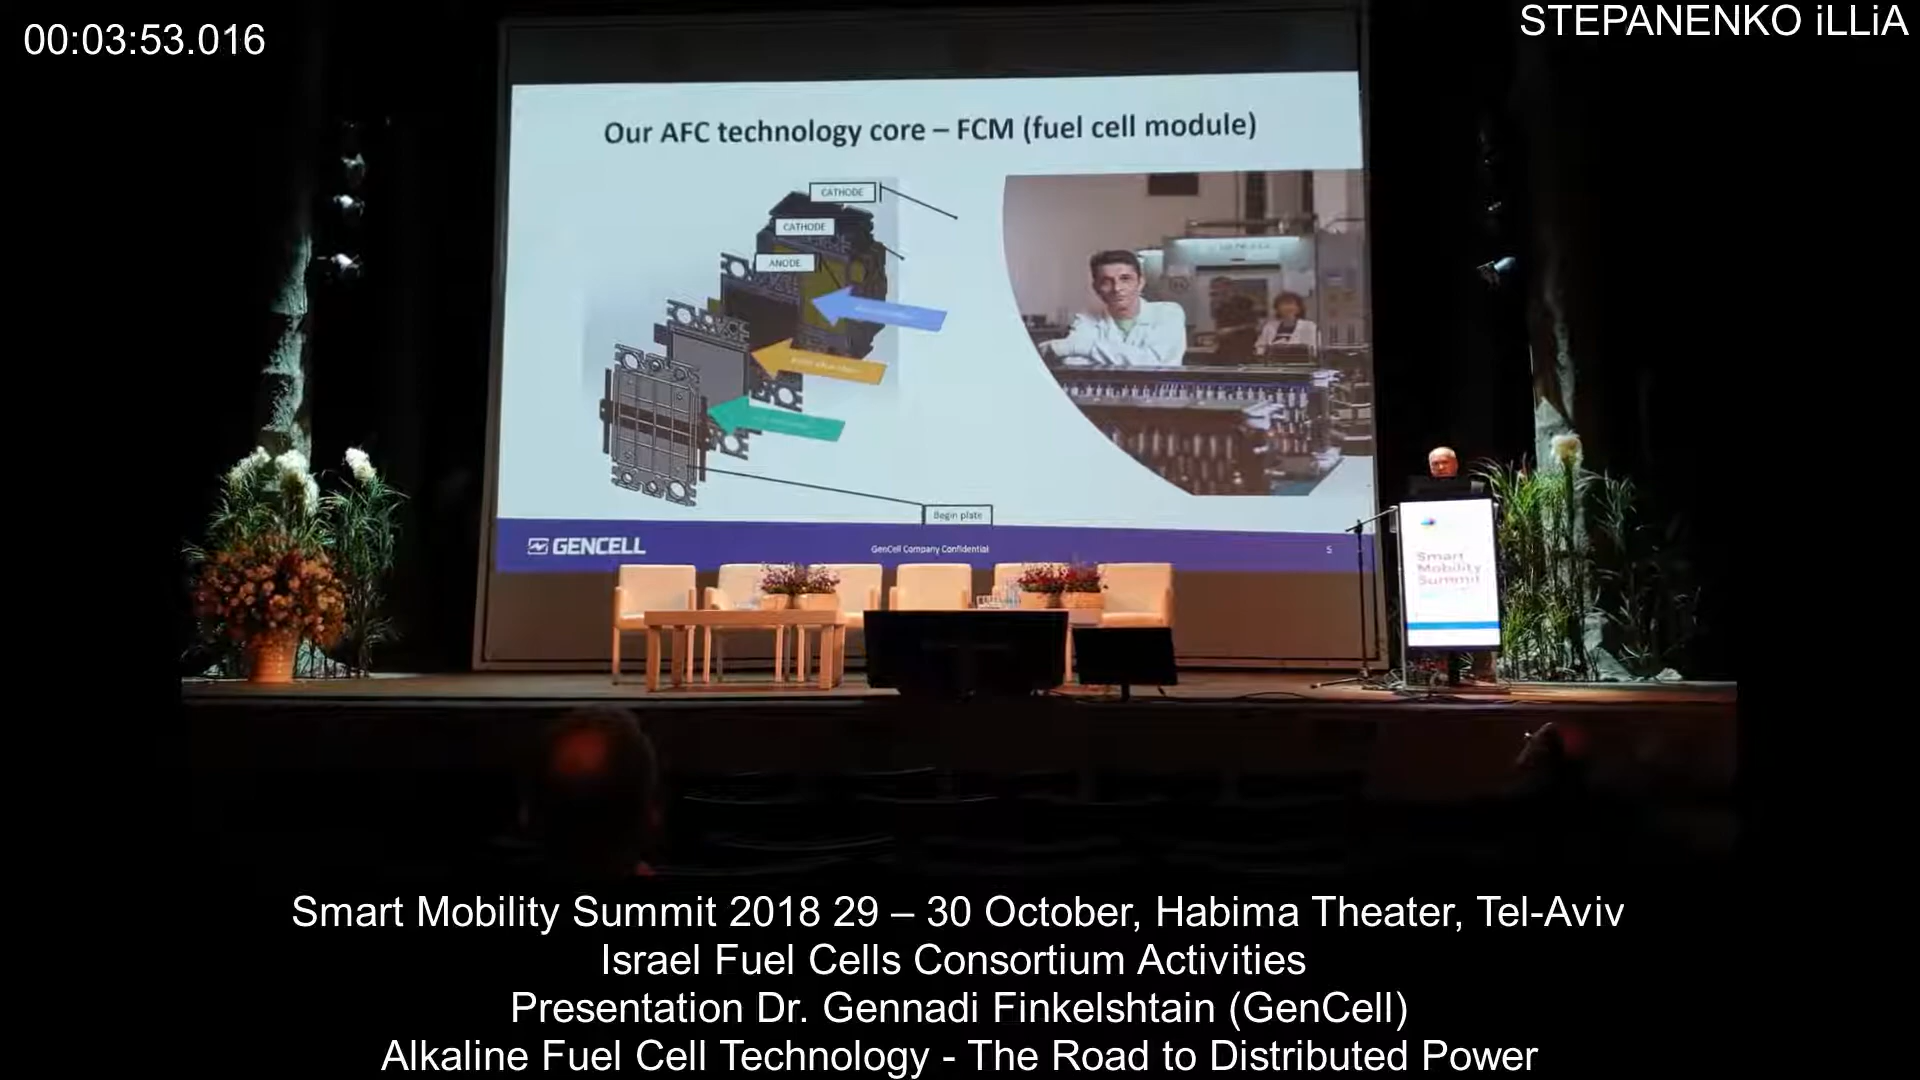 00:03:53.016
STEPANENKO iLLiA
Our AFC technology core – FCM (fuel cell module)
CATHODE
CATHODE
ANODE
Begin plate
GENCELL
GenCell Company Confidential
5
Smart
Mobility
Summit
Smart Mobility Summit 2018 29 – 30 October, Habima Theater, Tel-Aviv
Israel Fuel Cells Consortium Activities
Presentation Dr. Gennadi Finkelshtain (GenCell)
Alkaline Fuel Cell Technology - The Road to Distributed Power